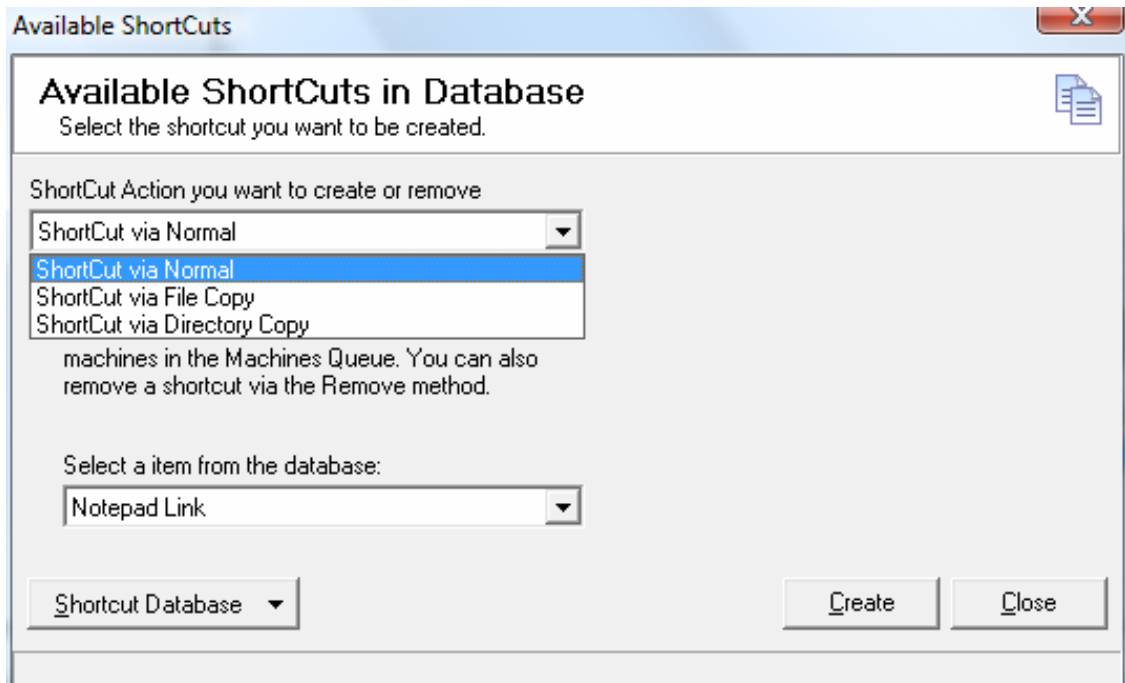 Available ShortCuts
Available ShortCuts in Database
Select the shortcut you want to be created.
ShortCut Action you want to create or remove
ShortCut via Normal
ShortCut via Normal
ShortCut via File Copy
ShortCut via Directory Copy
machines in the Machines Queue. You can also
remove a shortcut via the Remove method.
Select a item from the database:
Notepad Link
Shortcut Database
Create
Close